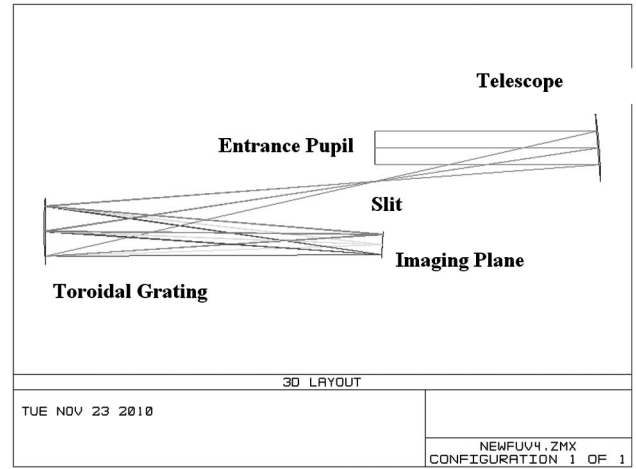 Telescope
Entrance Pupil
Slit
Imaging Plane
Toroidal Grating
3D LAYOUT
TUE NOV 23 2010
NEWFUV4.ZMX
CONFIGURATION 1 OF 1